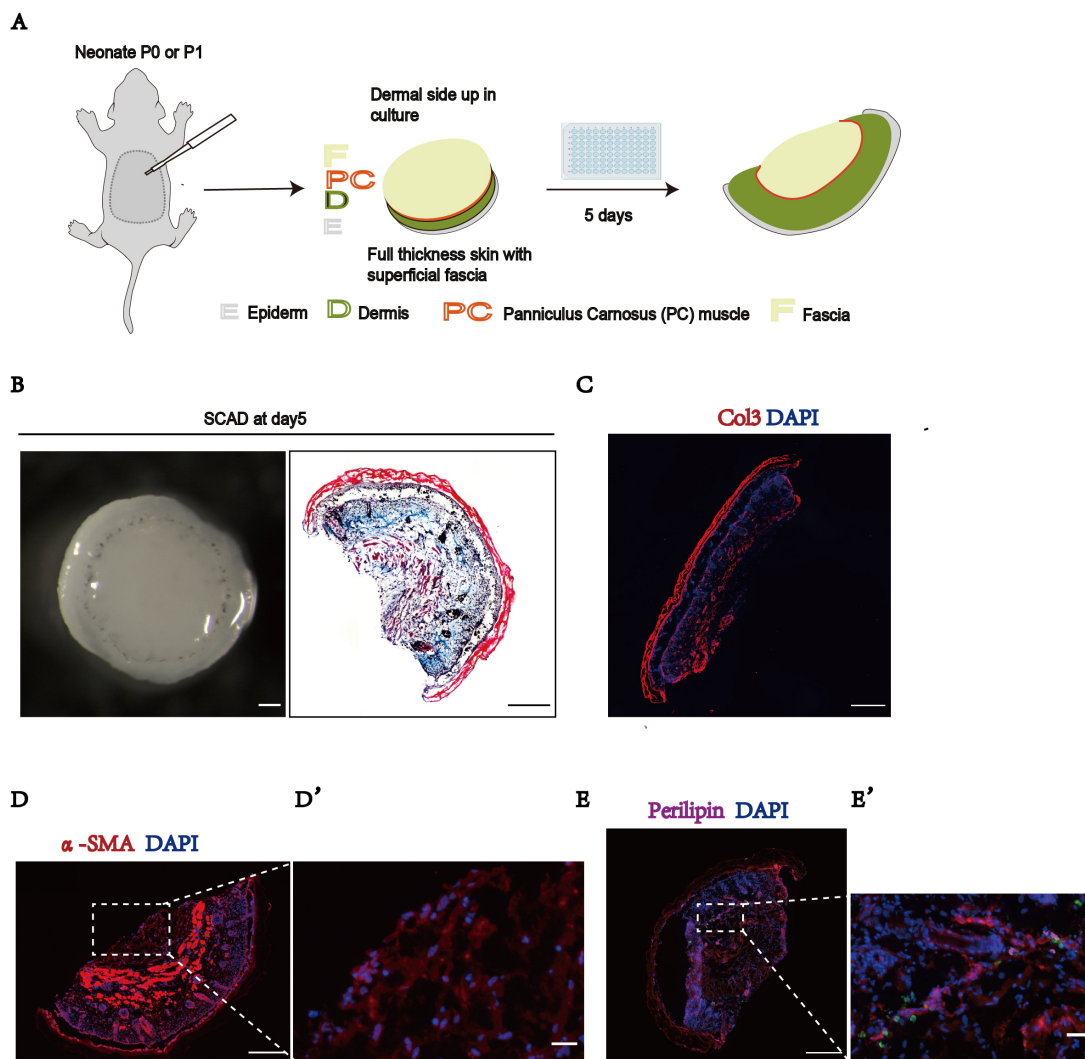 A
Neonate P0 or P1
Dermal side up in
culture
F
PC
D
E
5 days
Full thickness skin with
superficial fascia
E Epiderm D Dermis PC Panniculus Carnosus (PC) muscle F Fascia
B
SCAD at day5
C
Col3 DAPI
D
α -SMA DAPI
D'
E
Perilipin DAPI
E'